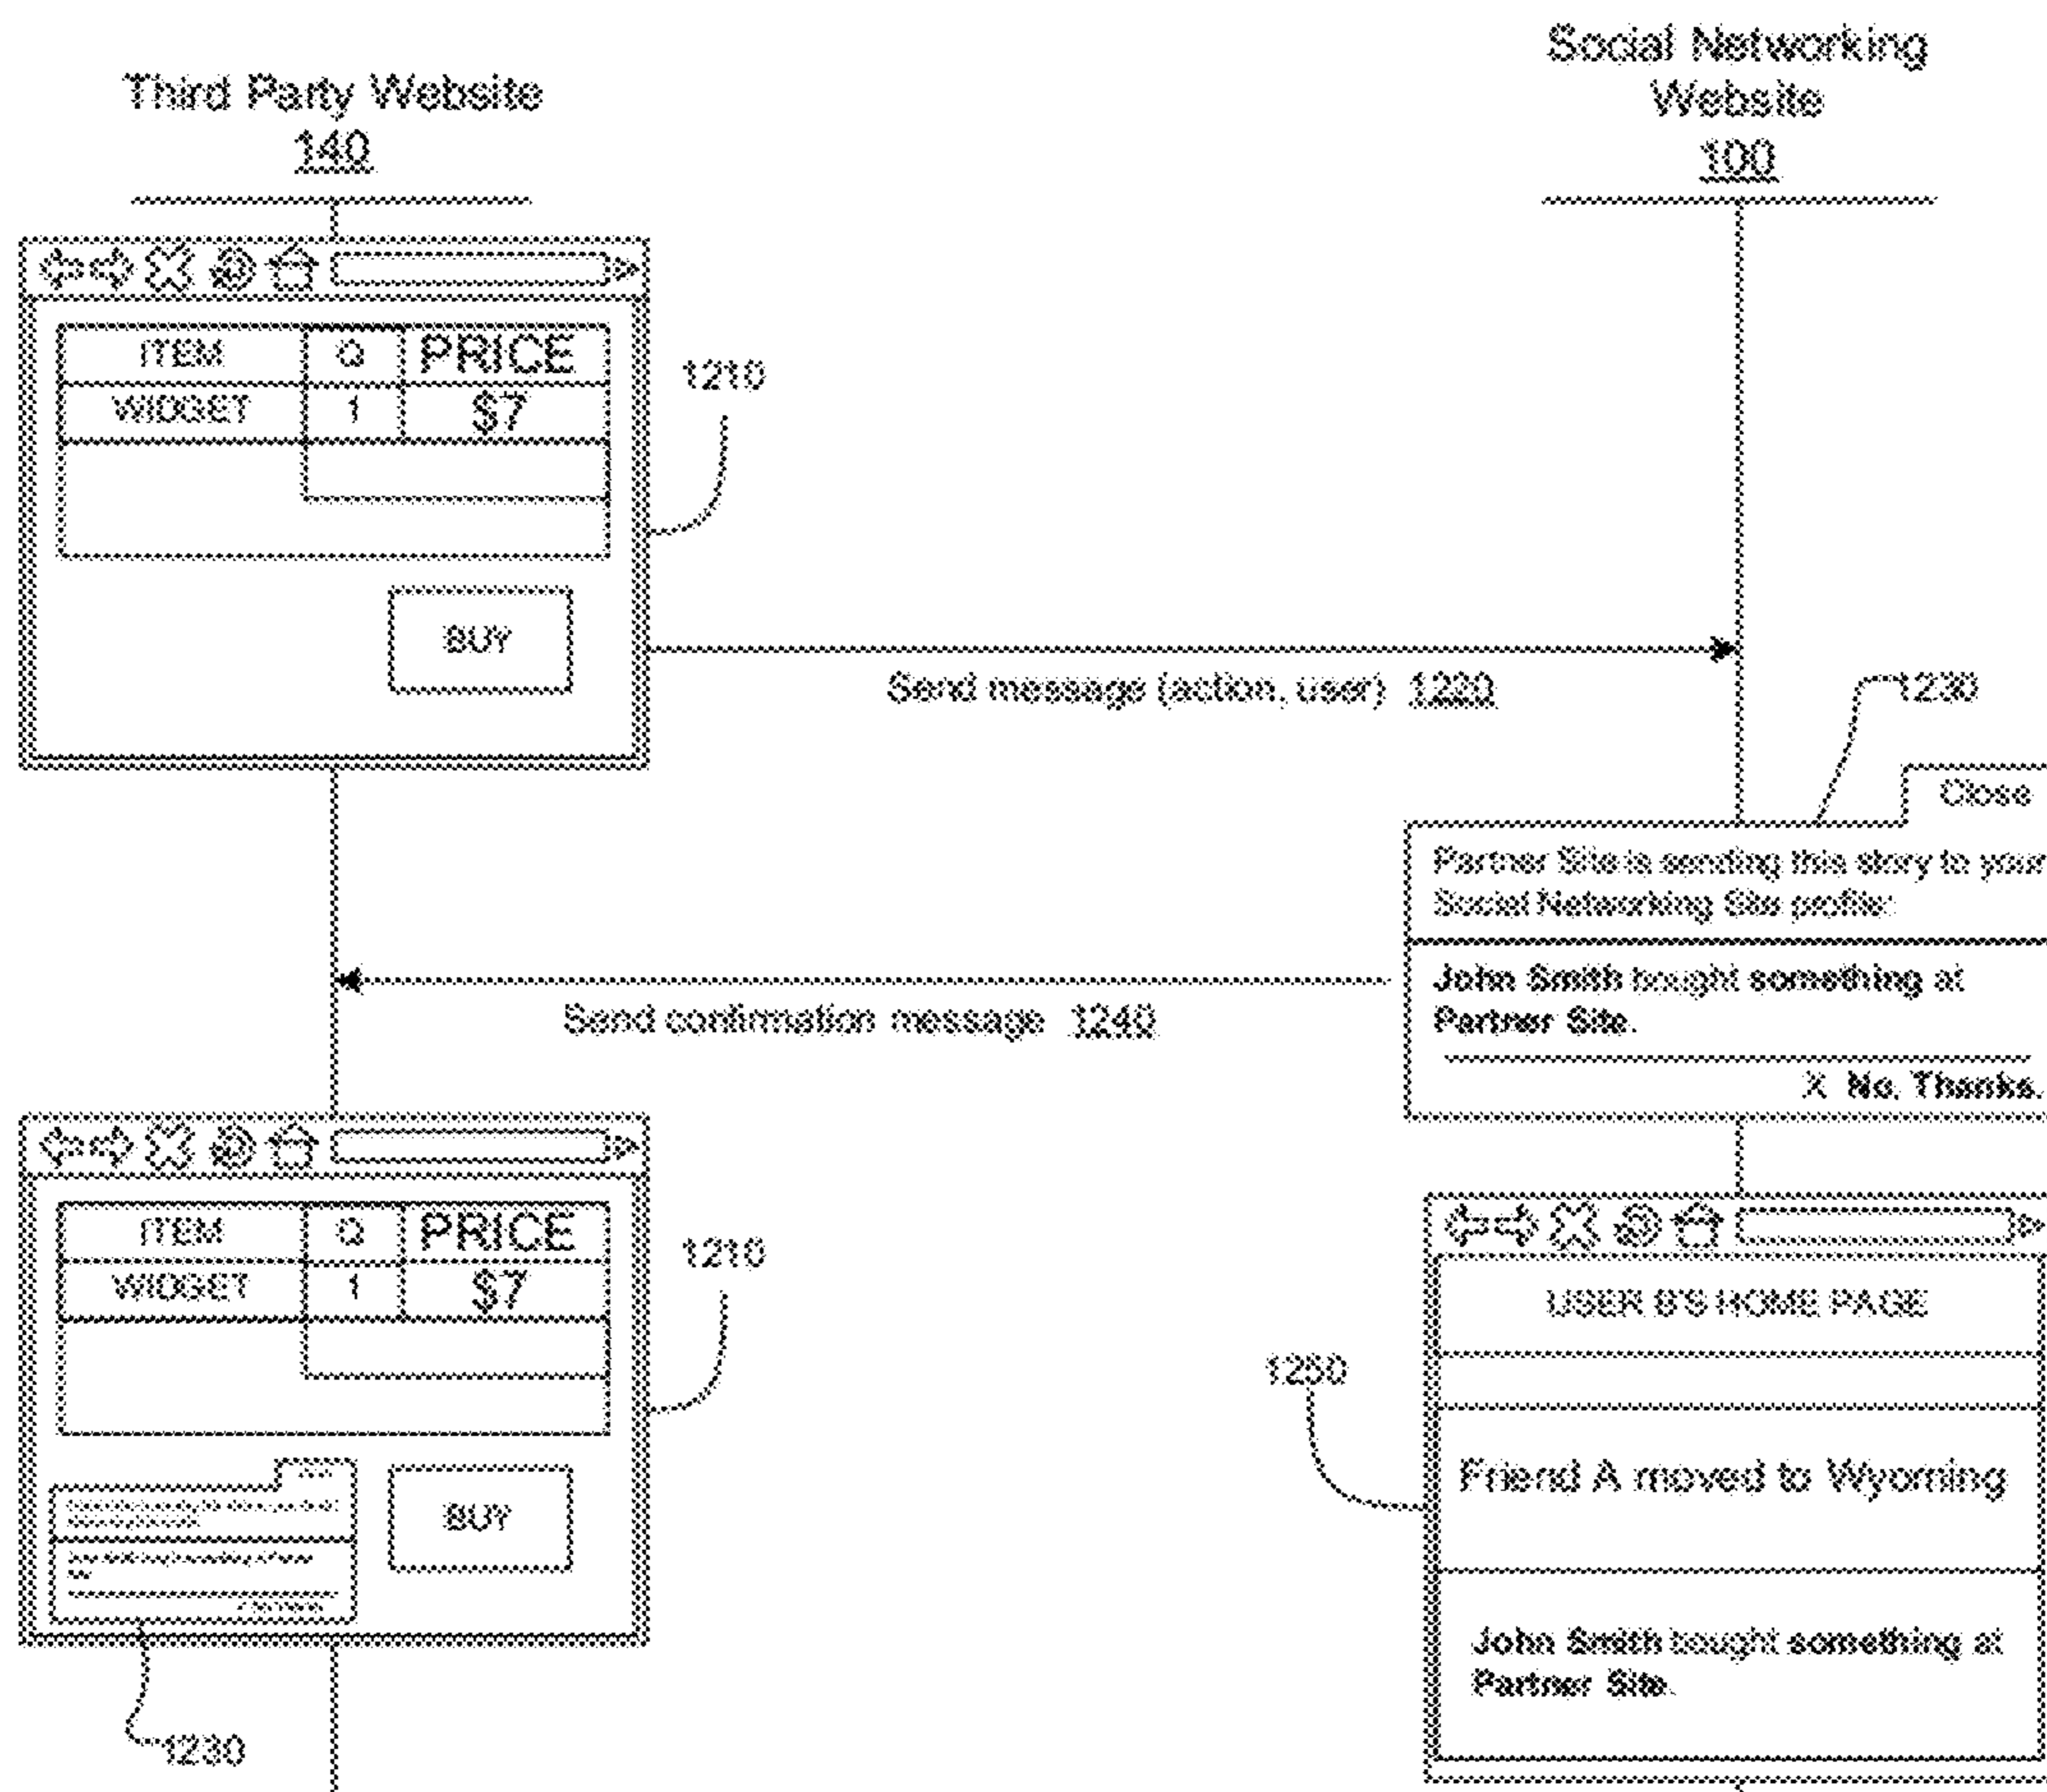 Third Party Website
140
Social Networking
Website
100
ITEM Q PRICE
WIDGET 1 $7
1210
BUY
Send message (action, user) 1220
1230
Close
Partner Site is sending this story to your
Social Networking Site profile:
John Smith bought something at
Partner Site.
X No, Thanks.
Send confirmation message 1240
ITEM Q PRICE
WIDGET 1 $7
1210
BUY
1230
USER B'S HOME PAGE
1250
Friend A moved to Wyoming
John Smith bought something at
Partner Site.